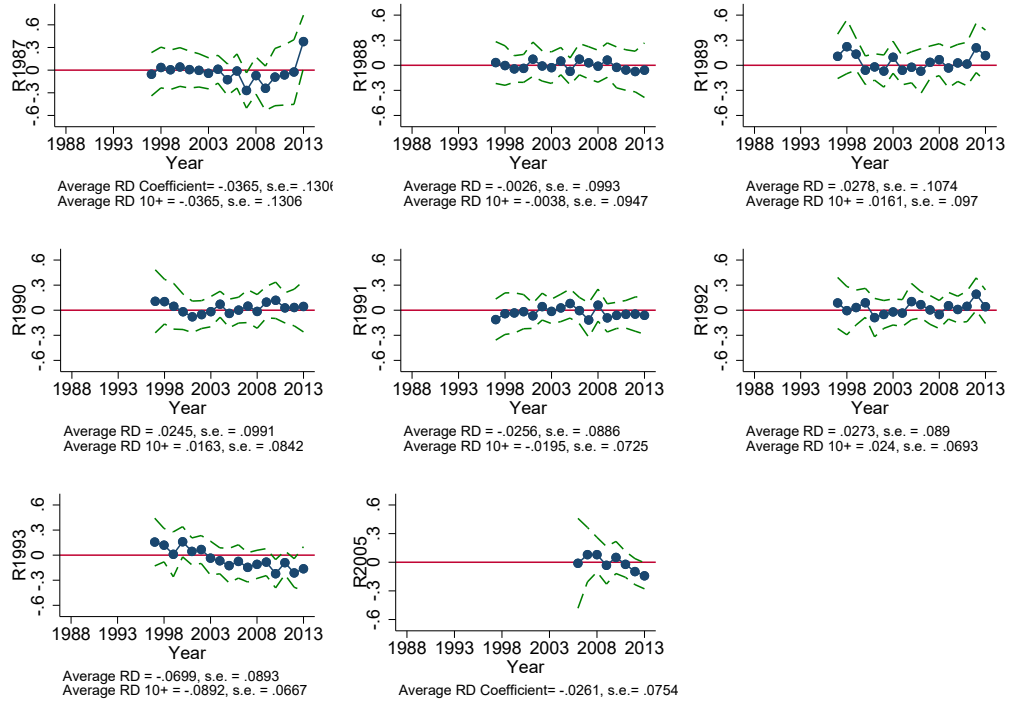 R1987
.6
.3
0
-.3
-.6
1988 1993 1998 2003 2008 2013
Year
Average RD Coefficient= -.0365, s.e.= .1306
Average RD 10+ = -.0365, s.e. = .1306
R1988
.6
.3
0
-.3
-.6
1988 1993 1998 2003 2008 2013
Year
Average RD = -.0026, s.e. = .0993
Average RD 10+ = -.0038, s.e. = .0947
R1989
.6
.3
0
-.3
-.6
1988 1993 1998 2003 2008 2013
Year
Average RD = .0278, s.e. = .1074
Average RD 10+ = .0161, s.e. = .097
R1990
.6
.3
0
-.3
-.6
1988 1993 1998 2003 2008 2013
Year
Average RD = .0245, s.e. = .0991
Average RD 10+ = .0163, s.e. = .0842
R1991
.6
.3
0
-.3
-.6
1988 1993 1998 2003 2008 2013
Year
Average RD = -.0256, s.e. = .0886
Average RD 10+ = -.0195, s.e. = .0725
R1992
.6
.3
0
-.3
-.6
1988 1993 1998 2003 2008 2013
Year
Average RD = .0273, s.e. = .089
Average RD 10+ = .024, s.e. = .0693
R1993
.6
.3
0
-.3
-.6
1988 1993 1998 2003 2008 2013
Year
Average RD = -.0699, s.e. = .0893
Average RD 10+ = -.0892, s.e. = .0667
R2005
.6
.3
0
-.3
-.6
1988 1993 1998 2003 2008 2013
Year
Average RD Coefficient= -.0261, s.e.= .0754